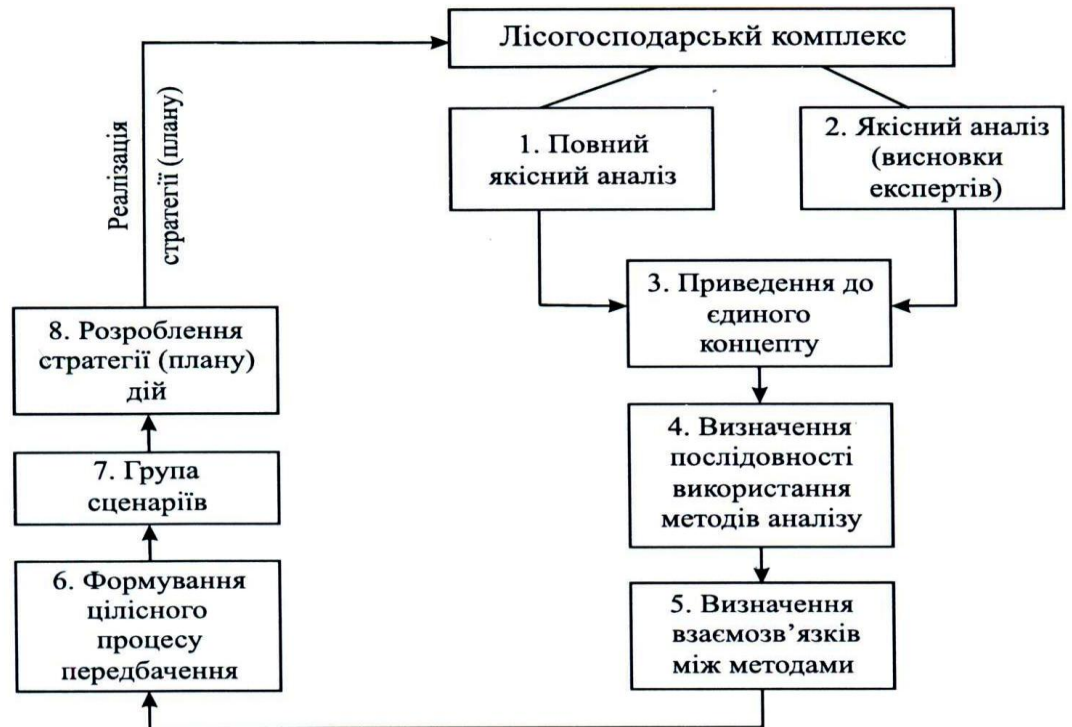 Лісогосподарськй комплекс
1. Повний
якісний аналіз
2. Якісний аналіз
(висновки
експертів)
3. Приведення до
єдиного
концепту
4. Визначення
послідовності
використання
методів аналізу
5. Визначення
взаємозв’язків
між методами
6. Формування
цілісного
процесу
передбачення
7. Група
сценаріїв
8. Розроблення
стратегії (плану)
дій
Реалізація
стратегії (плану)